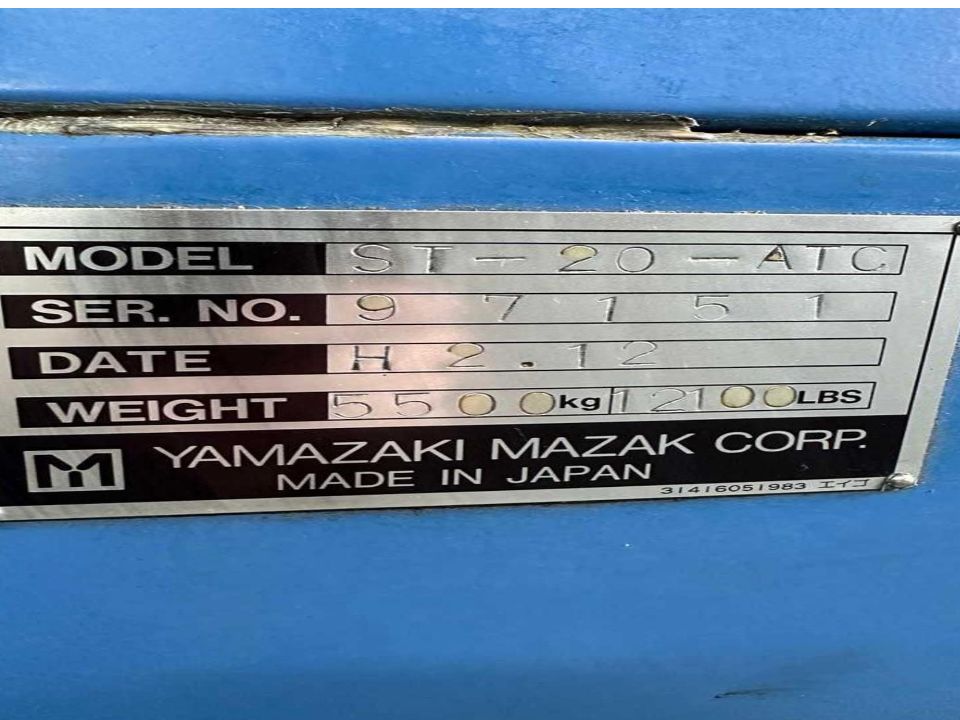 MODEL ST-20-ATC
SER. NO. 97151
DATE H2.12
WEIGHT 5500kg 12100LBS
YAMAZAKI MAZAK CORP.
MADE IN JAPAN
31416051983 エイゴ